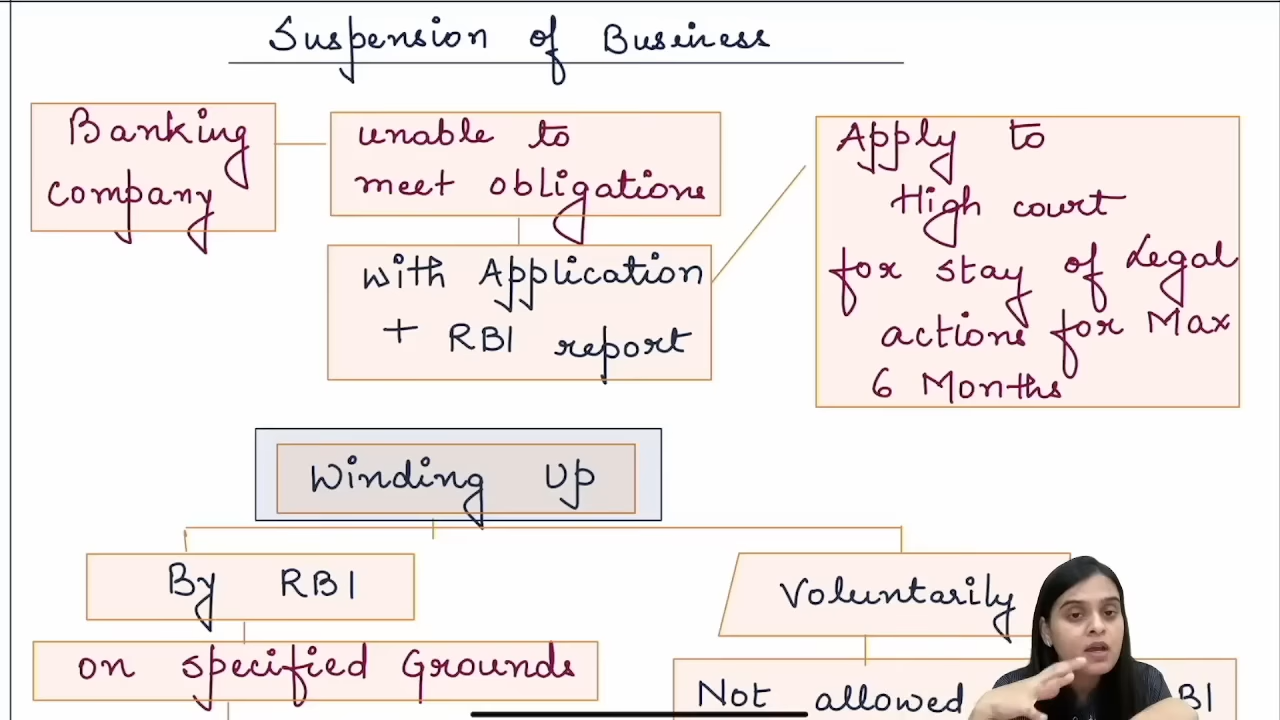 Suspension of Business
Banking
company
unable to
meet obligations
with Application
+ RBI report
Apply to
High court
for stay of Legal
actions for Max
6 Months
Winding Up
By RBI
on specified Grounds
Voluntarily
Not allowed